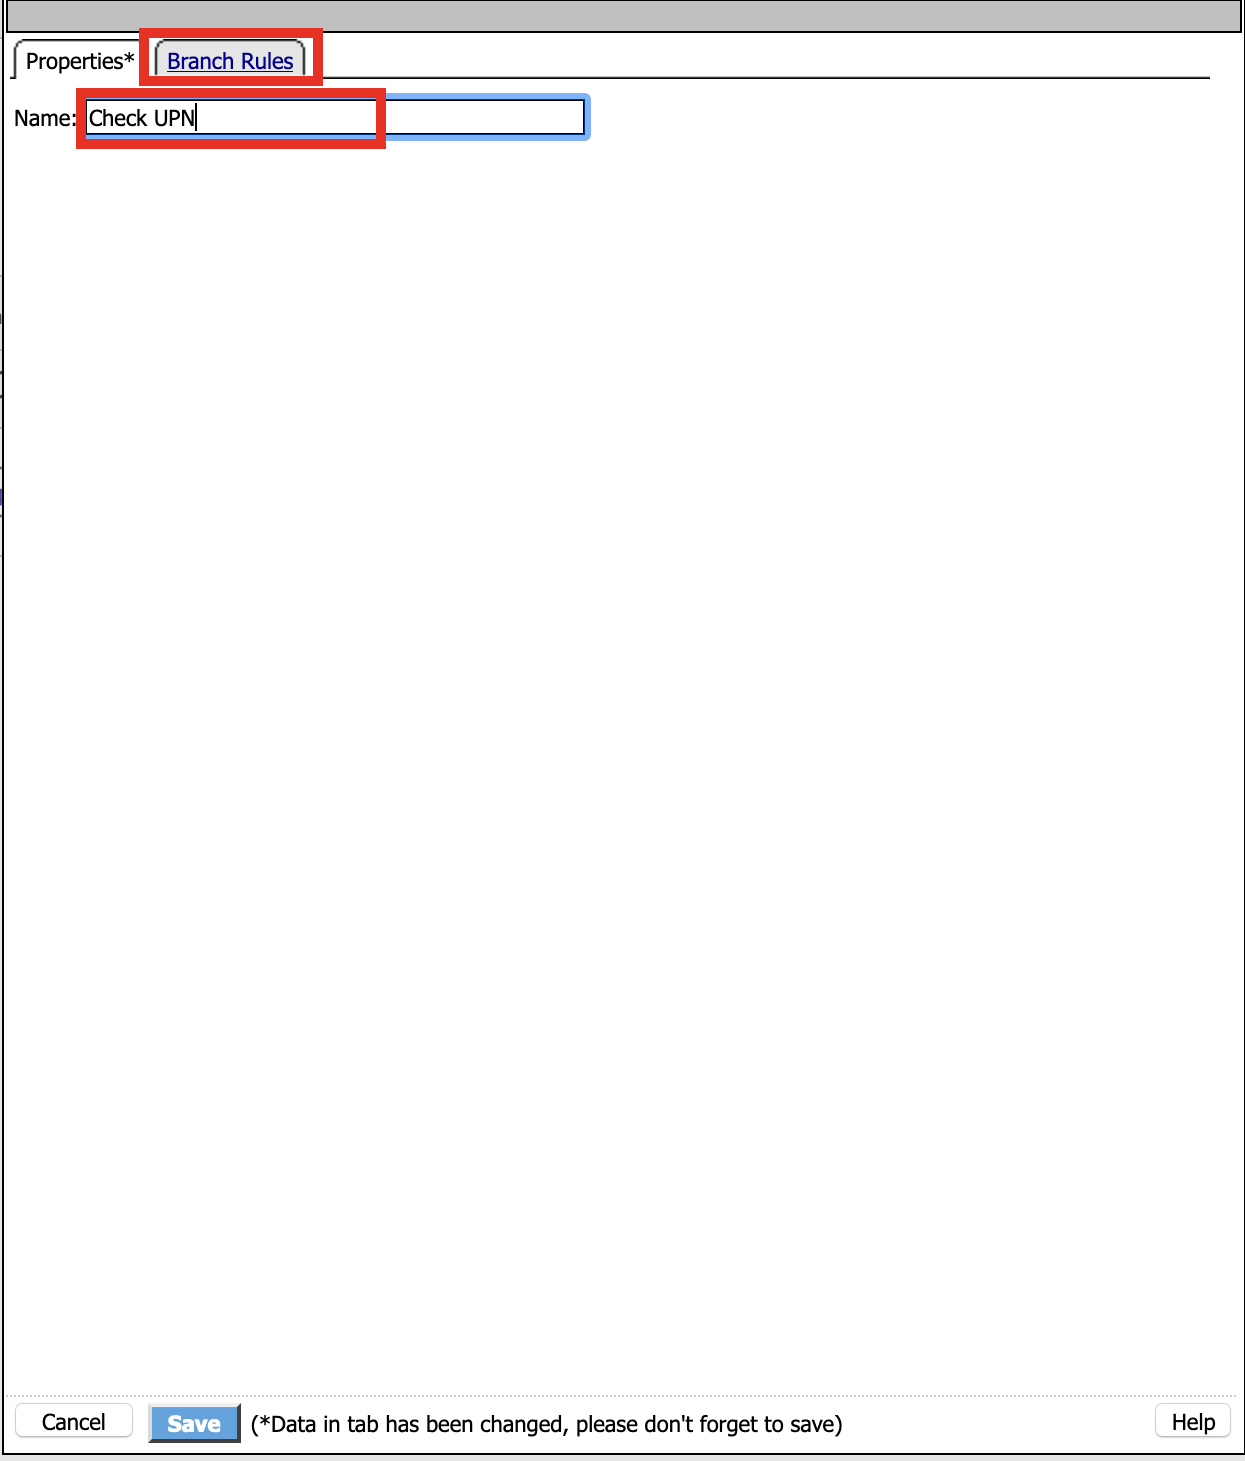 Properties* Branch Rules
Name: Check UPN
Cancel Save (*Data in tab has been changed, please don't forget to save) Help